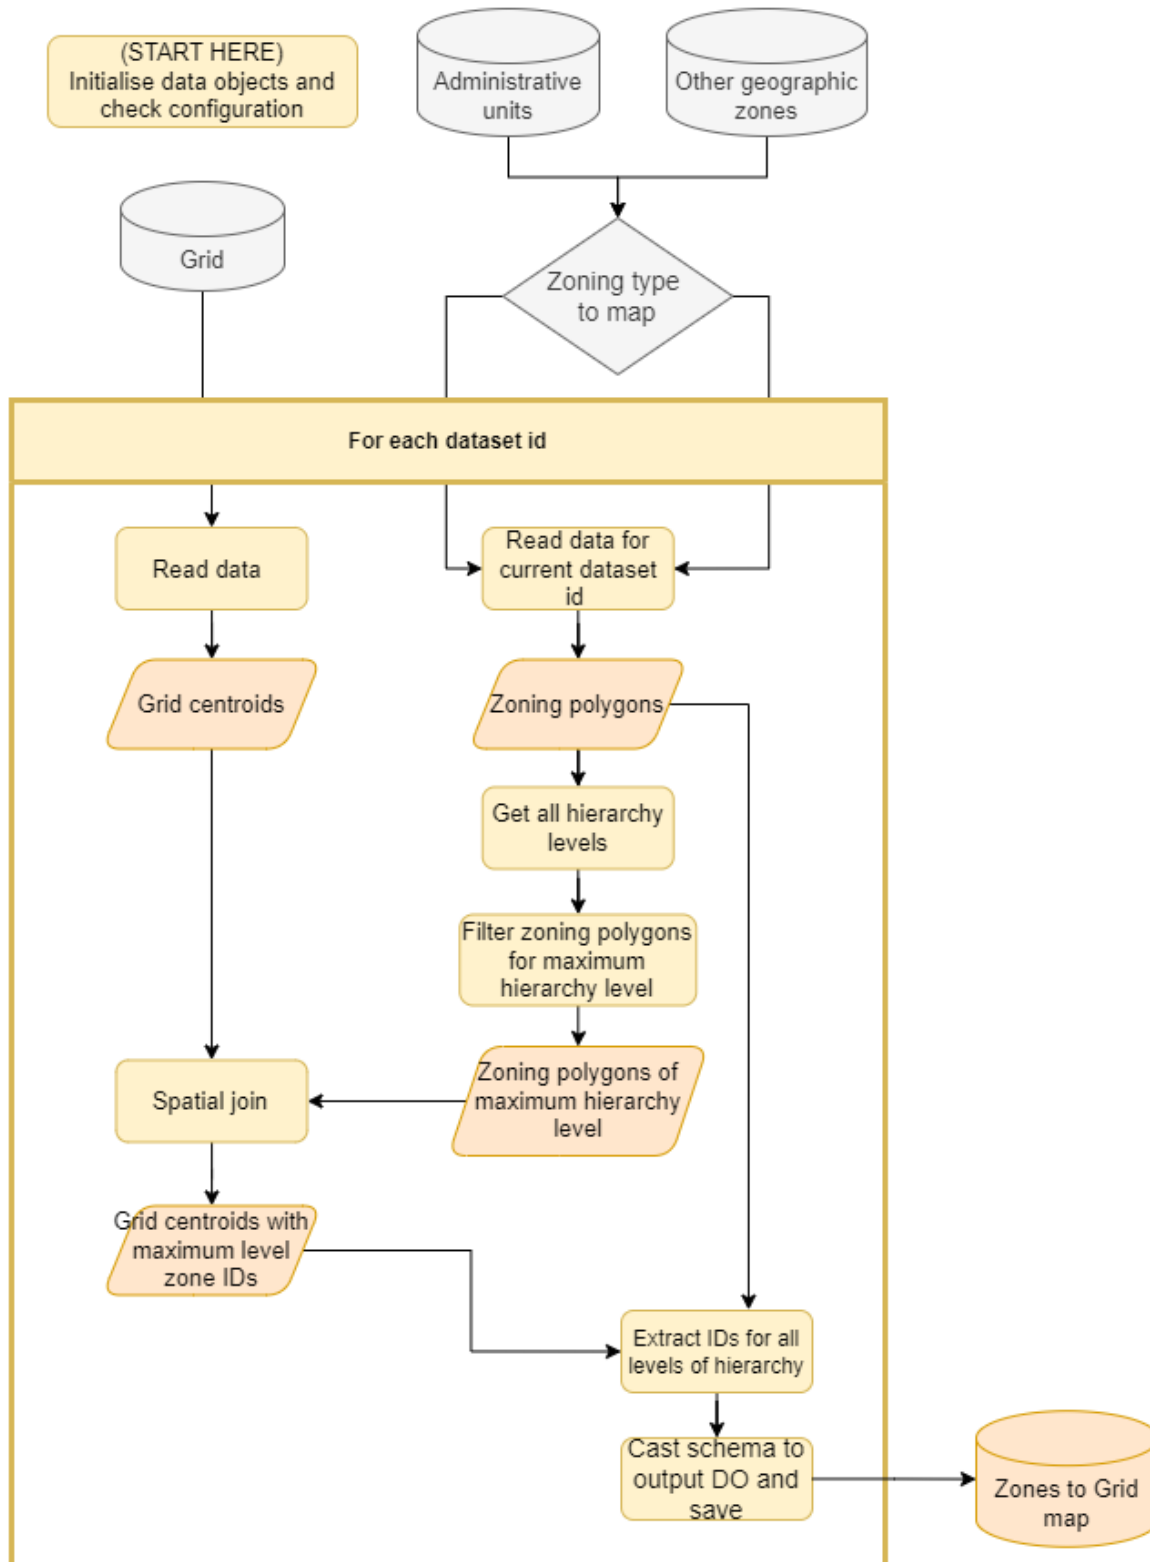 (START HERE)
Initialise data objects and
check configuration
Administrative
units
Other geographic
zones
Grid
Zoning type
to map
For each dataset id
Read data
Read data for
current dataset
id
Grid centroids
Zoning polygons
Get all hierarchy
levels
Filter zoning polygons
for maximum
hierarchy level
Spatial join
Zoning polygons of
maximum hierarchy
level
Grid centroids with
maximum level
zone IDs
Extract IDs for all
levels of hierarchy
Cast schema to
output DO and
save
Zones to Grid
map